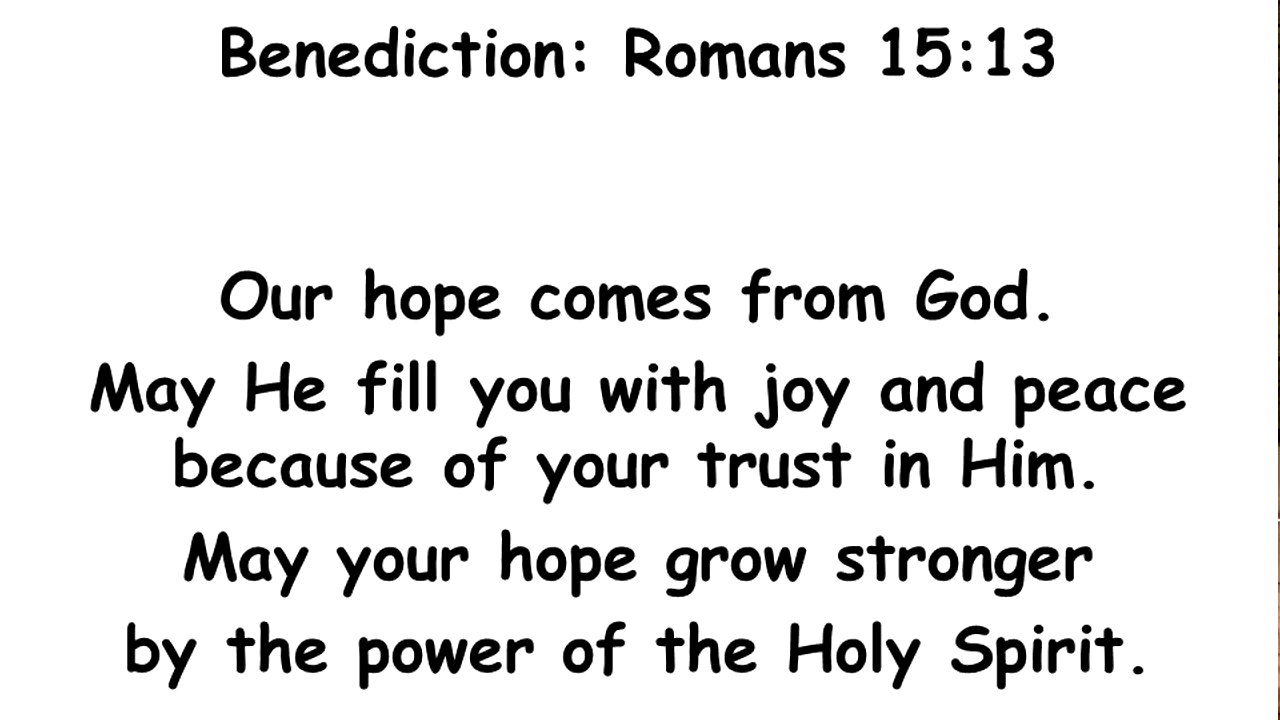 Benediction: Romans 15:13
Our hope comes from God.
May He fill you with joy and peace
because of your trust in Him.
May your hope grow stronger
by the power of the Holy Spirit.